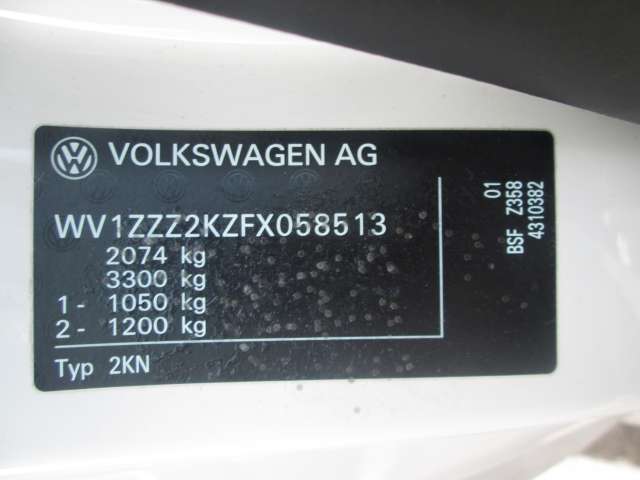 VOLKSWAGEN AG
WV1ZZZ2KZFX058513
2074 kg
3300 kg
1- 1050 kg
2- 1200 kg
Typ 2KN
01
BSF Z358
4310382